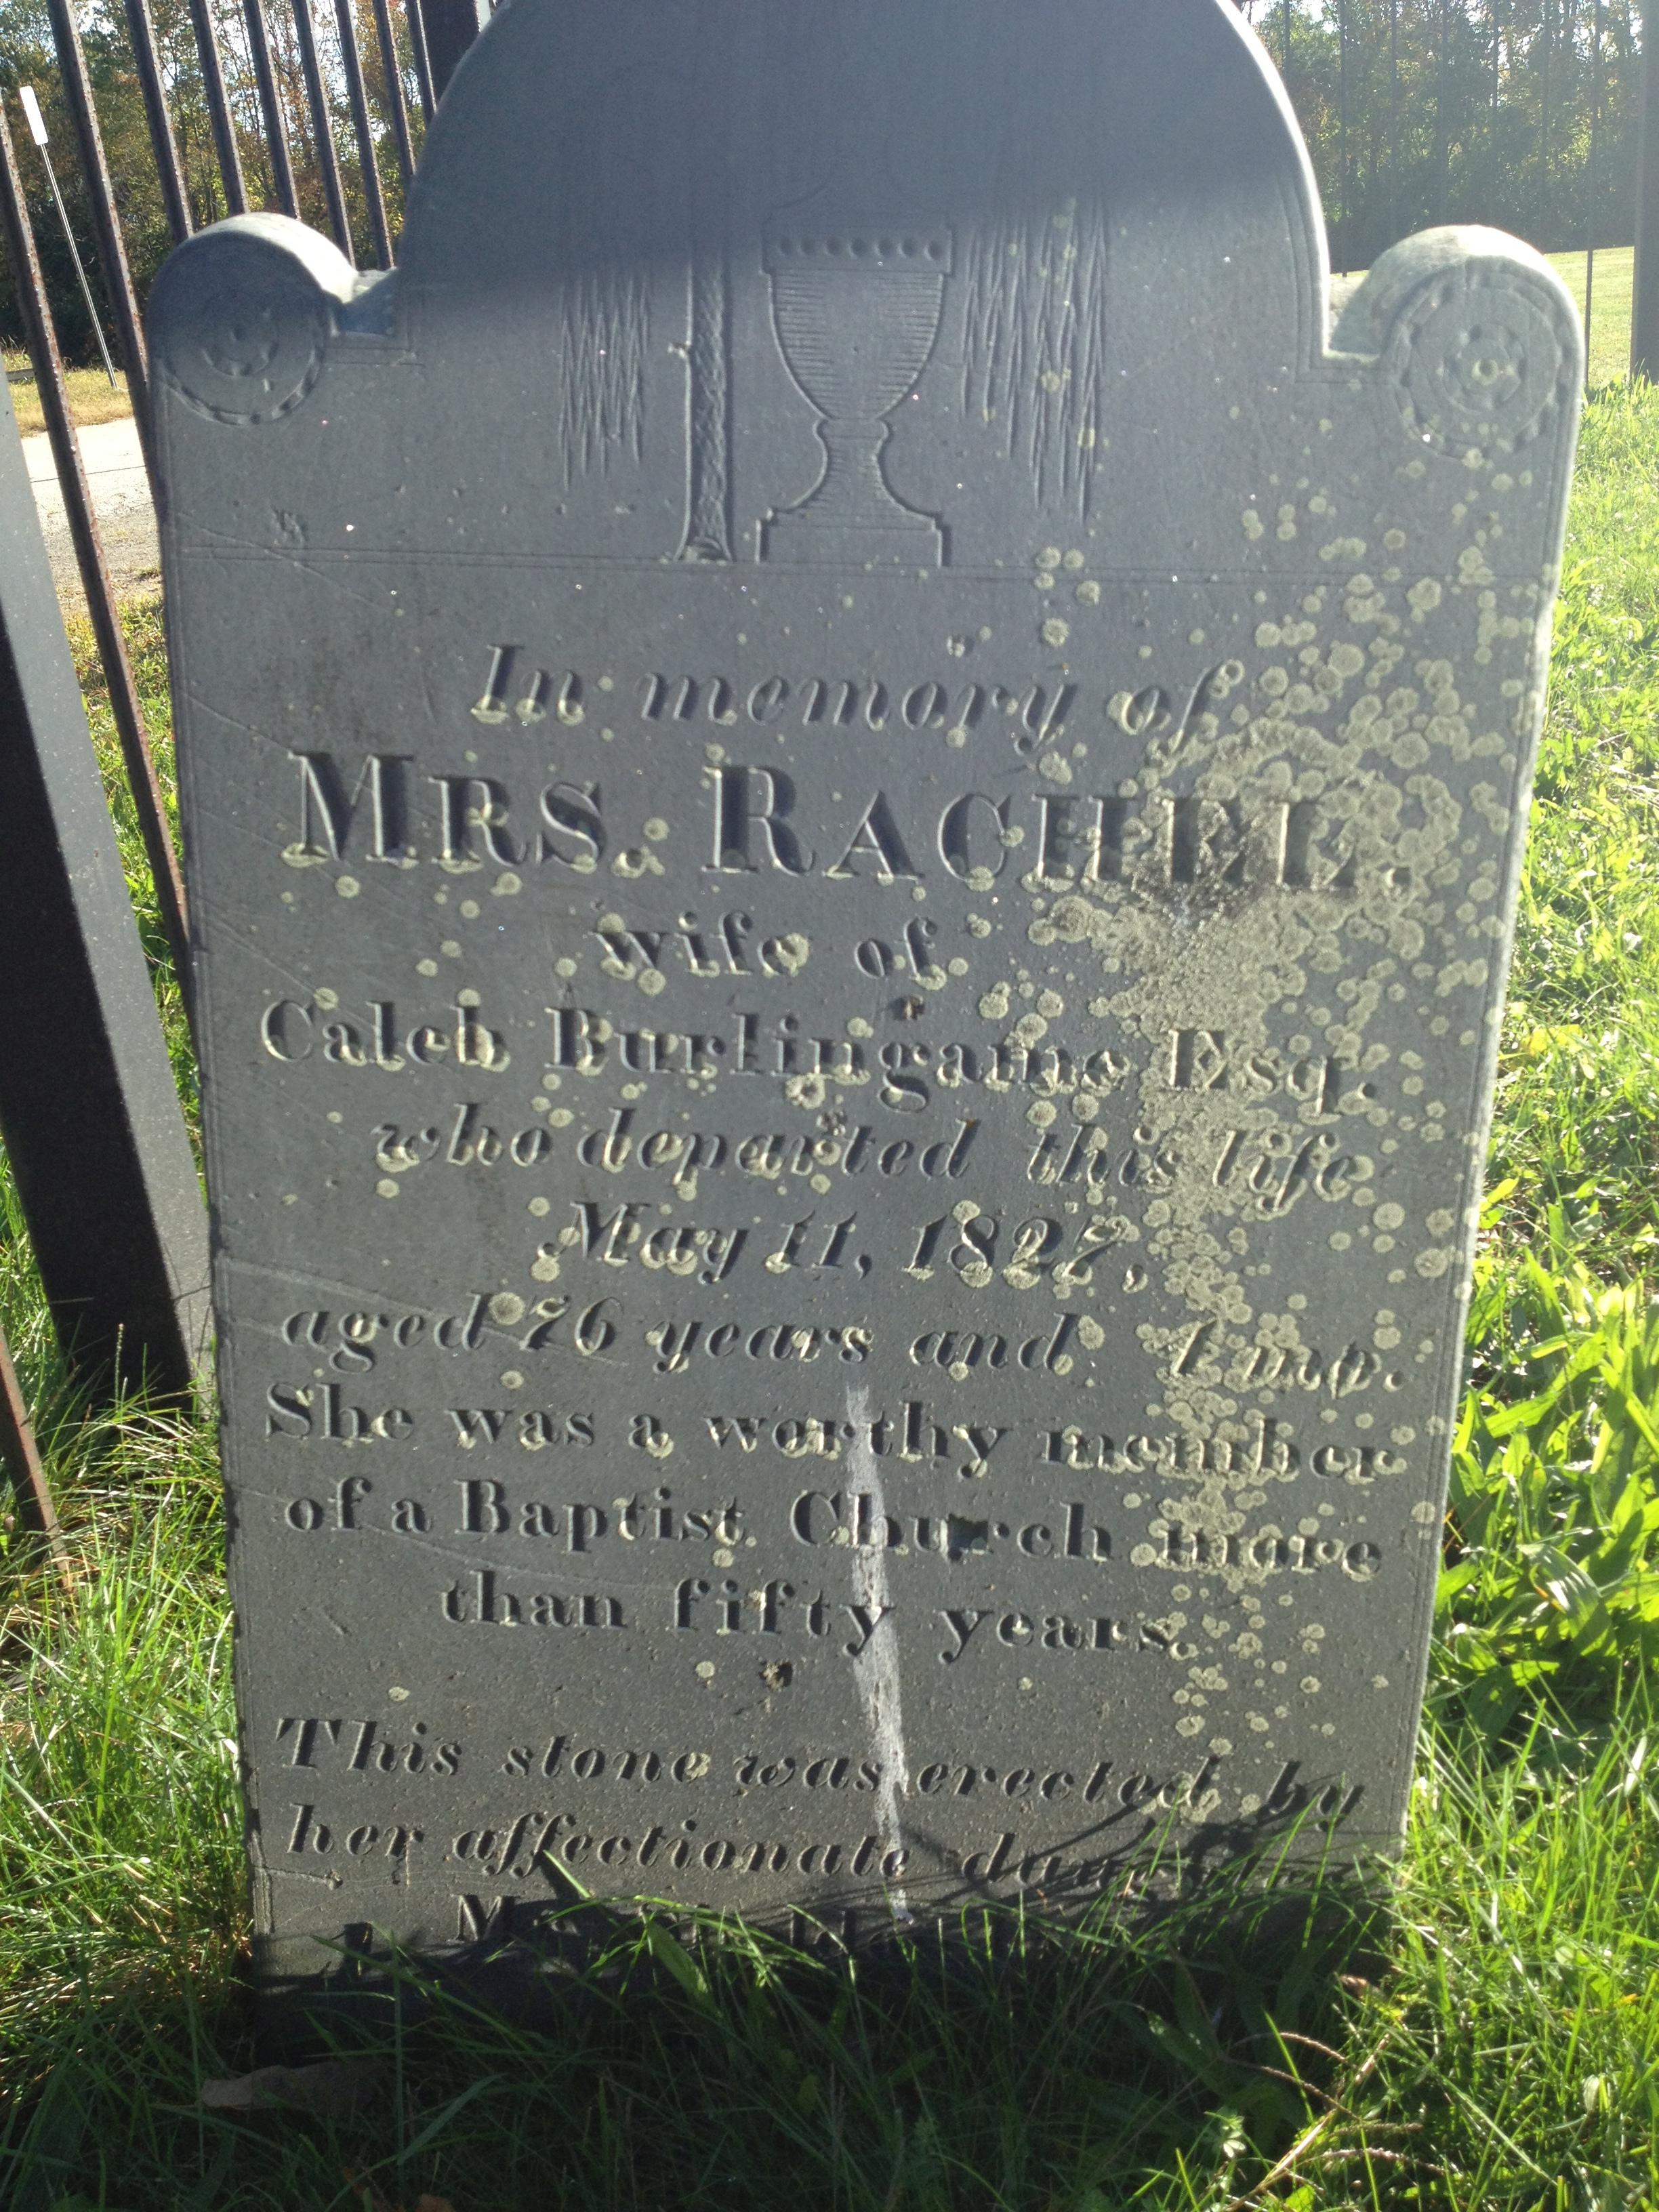 In memory of
MRS. RACHEL.
wife of
Caleb Burlingame Esq.
who departed this life
May 11, 1827,
aged 76 years and 1 mo.
She was a worthy member
of a Baptist Church more
than fifty years.
This stone was erected by
her affectionate daughter